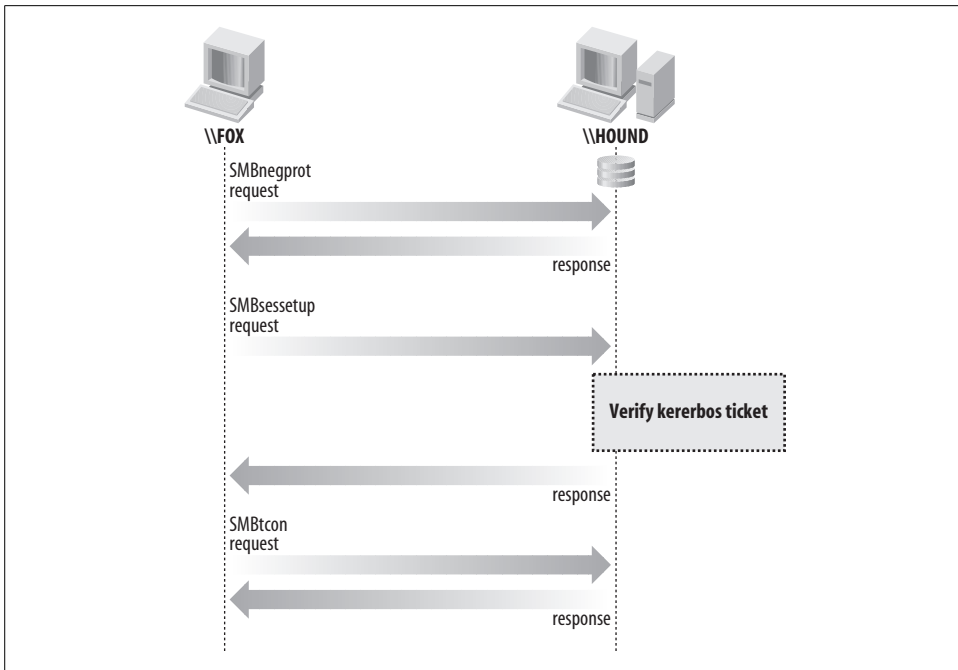 \\FOX
\\HOUND
SMBnegprot
request
response
SMBsessetup
request
Verify kererbos ticket
response
SMBtcon
request
response